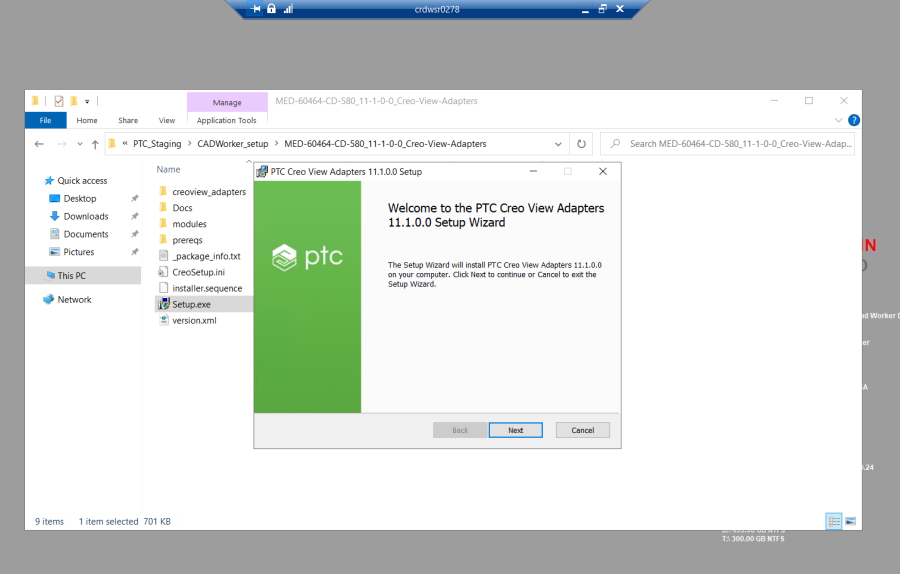 crdwsr0278
Manage
MED-60464-CD-580_11-1-0-0_Creo-View-Adapters
File
Home
Share
View
Application Tools
« PTC_Staging > CADWorker_setup > MED-60464-CD-580_11-1-0-0_Creo-View-Adapters
Search MED-60464-CD-580_11-1-0-0_Creo-View-Adap...
Quick access
Desktop
Downloads
Documents
Pictures
This PC
Network
Name
creoview_adapters
Docs
modules
prereqs
_package_info.txt
CreoSetup.ini
installer.sequence
Setup.exe
version.xml
PTC Creo View Adapters 11.1.0.0 Setup
ptc
Welcome to the PTC Creo View Adapters
11.1.0.0 Setup Wizard
The Setup Wizard will install PTC Creo View Adapters 11.1.0.0
on your computer. Click Next to continue or Cancel to exit the
Setup Wizard.
Back
Next
Cancel
IN
Worker
9 items
1 item selected
701 KB
T:\ 300.00 GB NTFS